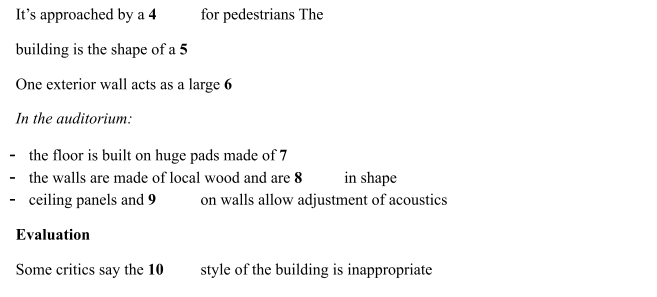 It's approached by a 4 for pedestrians The
building is the shape of a 5
One exterior wall acts as a large 6
In the auditorium:
- the floor is built on huge pads made of 7
- the walls are made of local wood and are 8 in shape
- ceiling panels and 9 on walls allow adjustment of acoustics
Evaluation
Some critics say the 10 style of the building is inappropriate